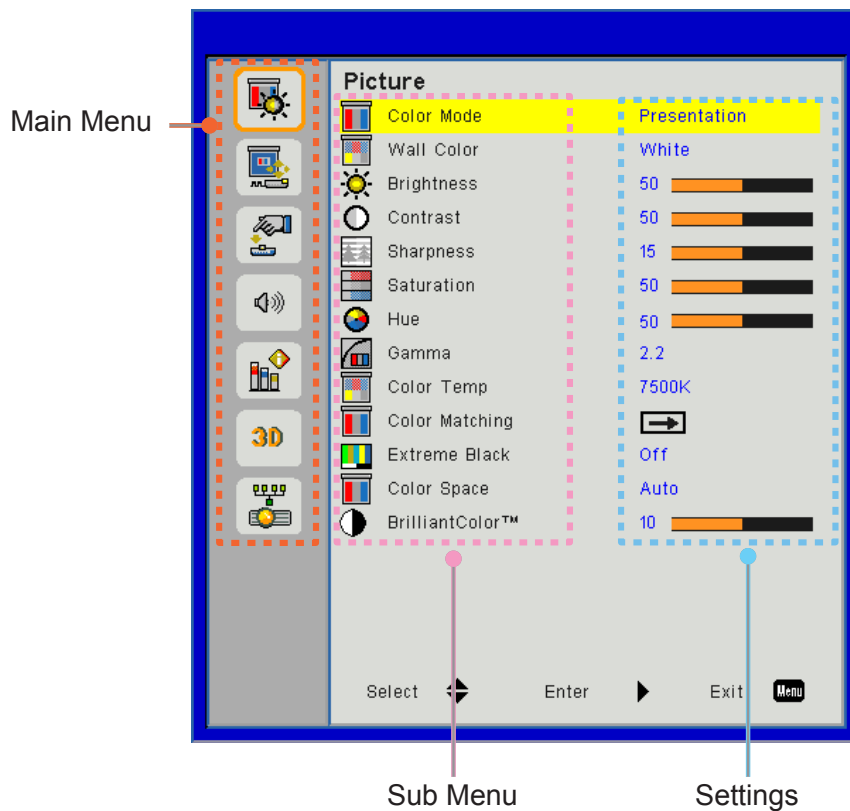 Picture
Main Menu
Color Mode Presentation
Wall Color White
Brightness 50
Contrast 50
Sharpness 15
Saturation 50
Hue 50
Gamma 2.2
Color Temp 7500K
Color Matching
Extreme Black Off
3D
Color Space Auto
BrilliantColor™ 10
Select Enter Exit Menu
Sub Menu Settings